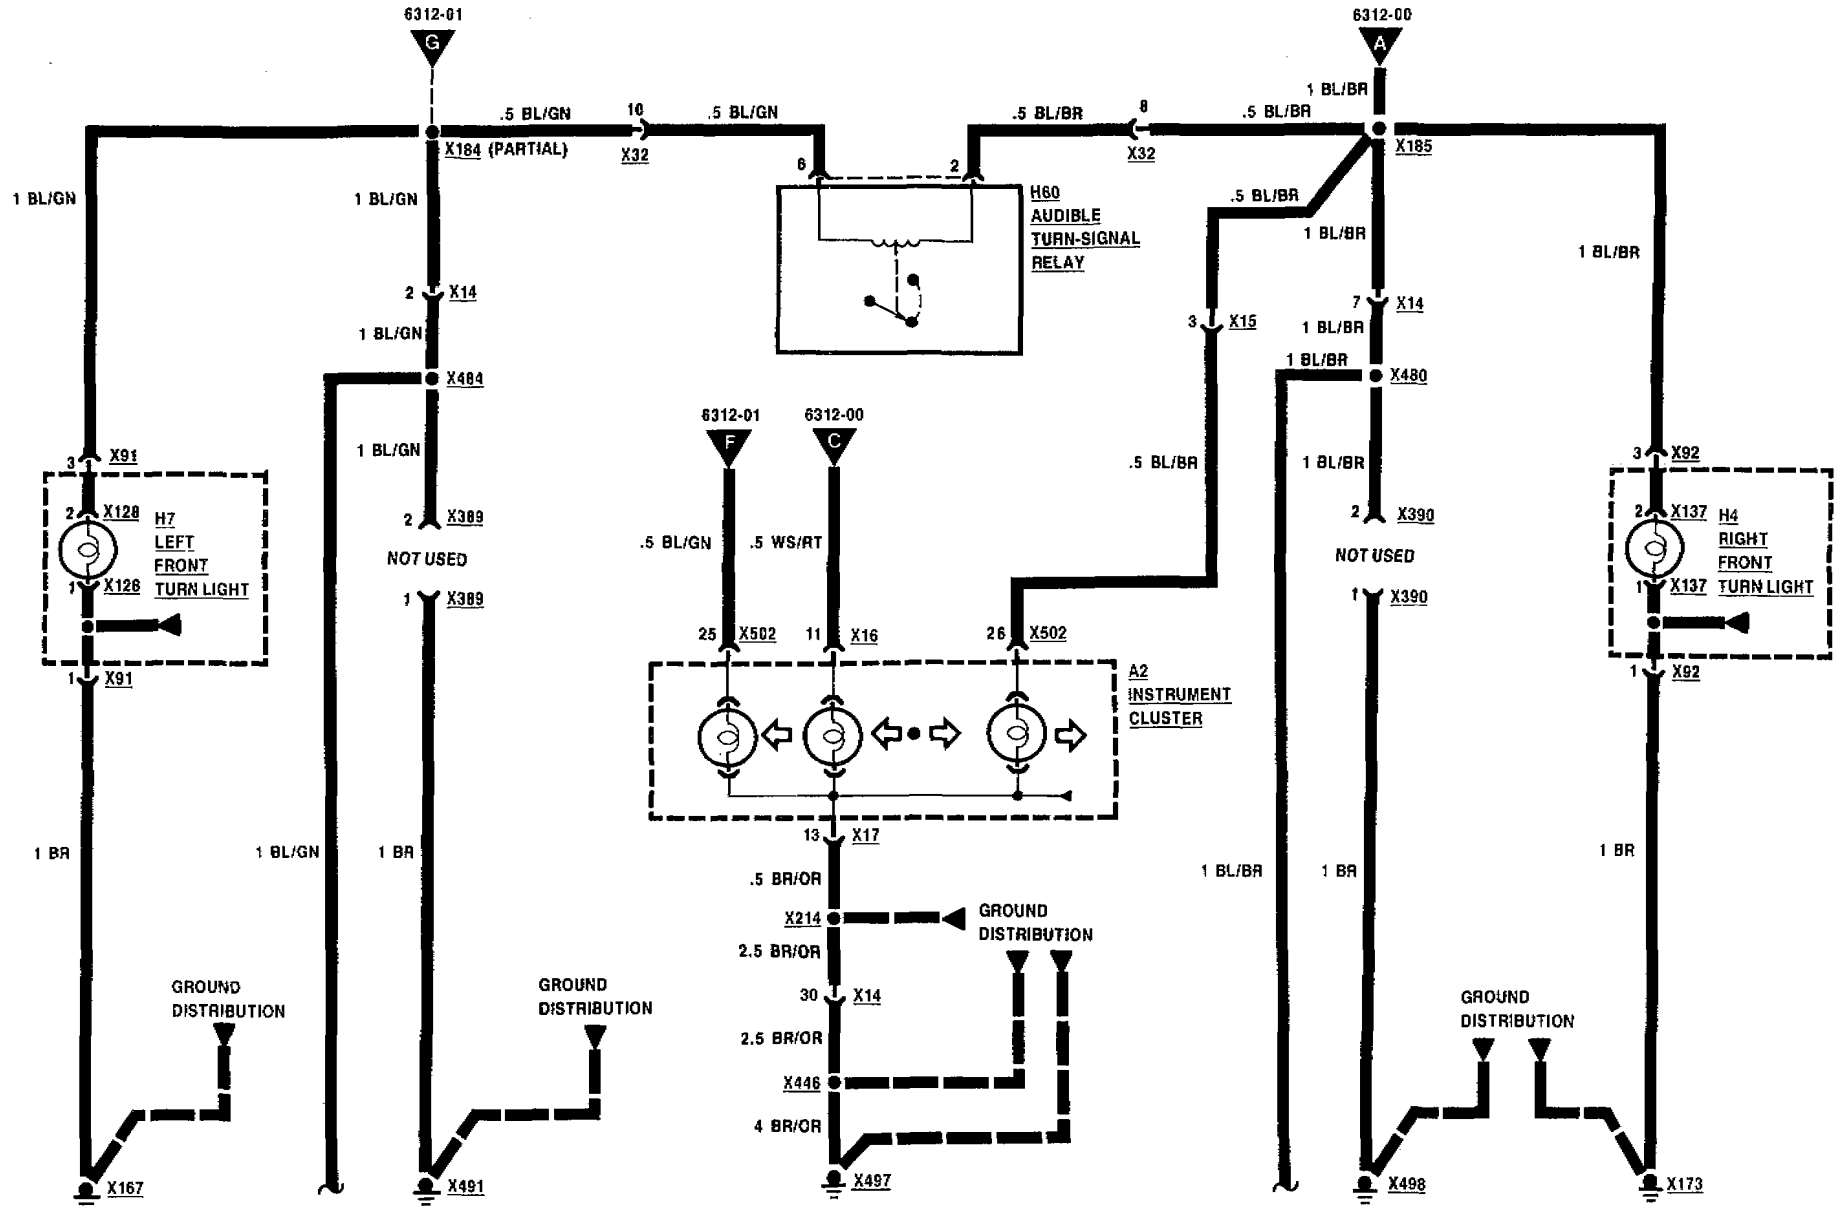 6312-01
G
6312-00
A
1 BL/BR
.5 BL/GN
10
.5 BL/GN
.5 BL/BR
8
.5 BL/BR
X184 (PARTIAL)
X32
X32
X185
6
2
1 BL/GN
1 BL/GN
H60
AUDIBLE
TURN-SIGNAL
RELAY
.5 BL/BR
1 BL/BR
1 BL/BR
2
X14
7
X14
3
X15
1 BL/GN
1 BL/BR
1 BL/BR
X484
X480
6312-01
F
6312-00
C
1 BL/GN
.5 BL/BR
1 BL/BR
3
X91
3
X92
2
X128
H7
LEFT
FRONT
TURN LIGHT
1
X128
2
X389
NOT USED
1
X389
.5 BL/GN
.5 WS/RT
2
X390
NOT USED
1
X390
2
X137
H4
RIGHT
FRONT
TURN LIGHT
1
X137
25
X502
11
X16
26
X502
1
X91
1
X92
A2
INSTRUMENT
CLUSTER
13
X17
1 BR
1 BL/GN
1 BR
.5 BR/OR
1 BL/BR
1 BR
1 BR
X214
GROUND
DISTRIBUTION
2.5 BR/OR
30
X14
GROUND
DISTRIBUTION
GROUND
DISTRIBUTION
GROUND
DISTRIBUTION
2.5 BR/OR
X446
4 BR/OR
X167
X491
X497
X498
X173